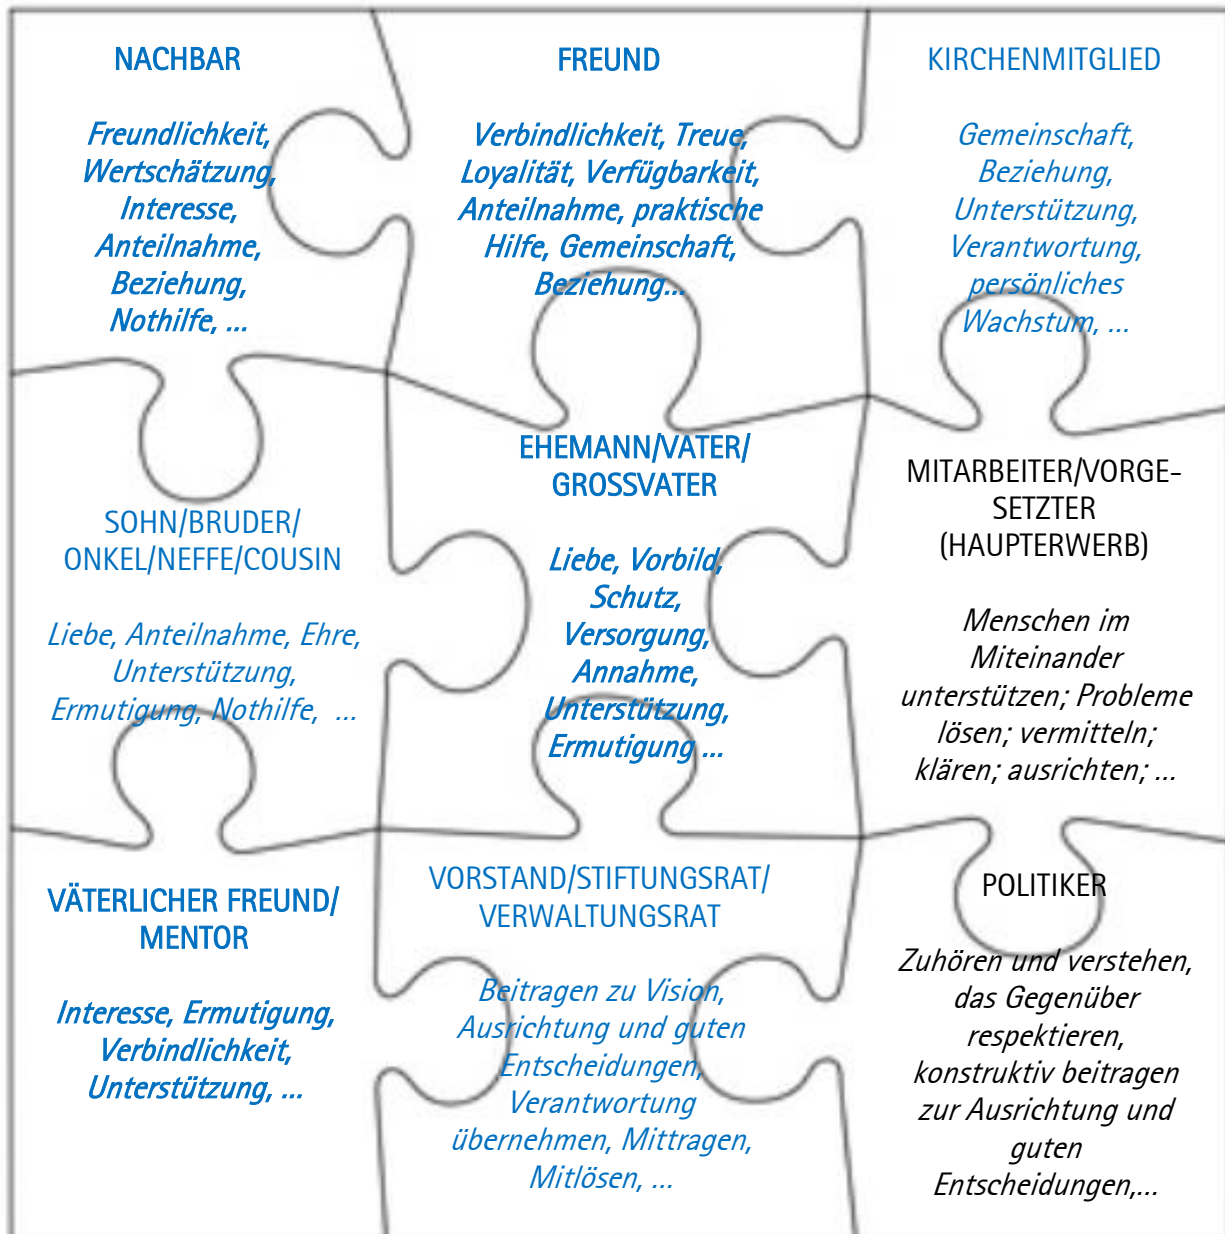 NACHBAR
Freundlichkeit,
Wertschätzung,
Interesse,
Anteilnahme,
Beziehung,
Nothilfe, ...
FREUND
Verbindlichkeit, Treue,
Loyalität, Verfügbarkeit,
Anteilnahme, praktische
Hilfe, Gemeinschaft,
Beziehung...
KIRCHENMITGLIED
Gemeinschaft,
Beziehung,
Unterstützung,
Verantwortung,
persönliches
Wachstum, ...
SOHN/BRUDER/
ONKEL/NEFFE/COUSIN
Liebe, Anteilnahme, Ehre,
Unterstützung,
Ermutigung, Nothilfe, ...
EHEMANN/VATER/
GROSSVATER
Liebe, Vorbild,
Schutz,
Versorgung,
Annahme,
Unterstützung,
Ermutigung ...
MITARBEITER/VORGE-
SETZTER
(HAUPTERWERB)
Menschen im
Miteinander
unterstützen; Probleme
lösen; vermitteln;
klären; ausrichten; ...
VÄTERLICHER FREUND/
MENTOR
Interesse, Ermutigung,
Verbindlichkeit,
Unterstützung, ...
VORSTAND/STIFTUNGSRAT/
VERWALTUNGSRAT
Beitragen zu Vision,
Ausrichtung und guten
Entscheidungen,
Verantwortung
übernehmen, Mittragen,
Mitlösen, ...
POLITIKER
Zuhören und verstehen,
das Gegenüber
respektieren,
konstruktiv beitragen
zur Ausrichtung und
guten
Entscheidungen,...